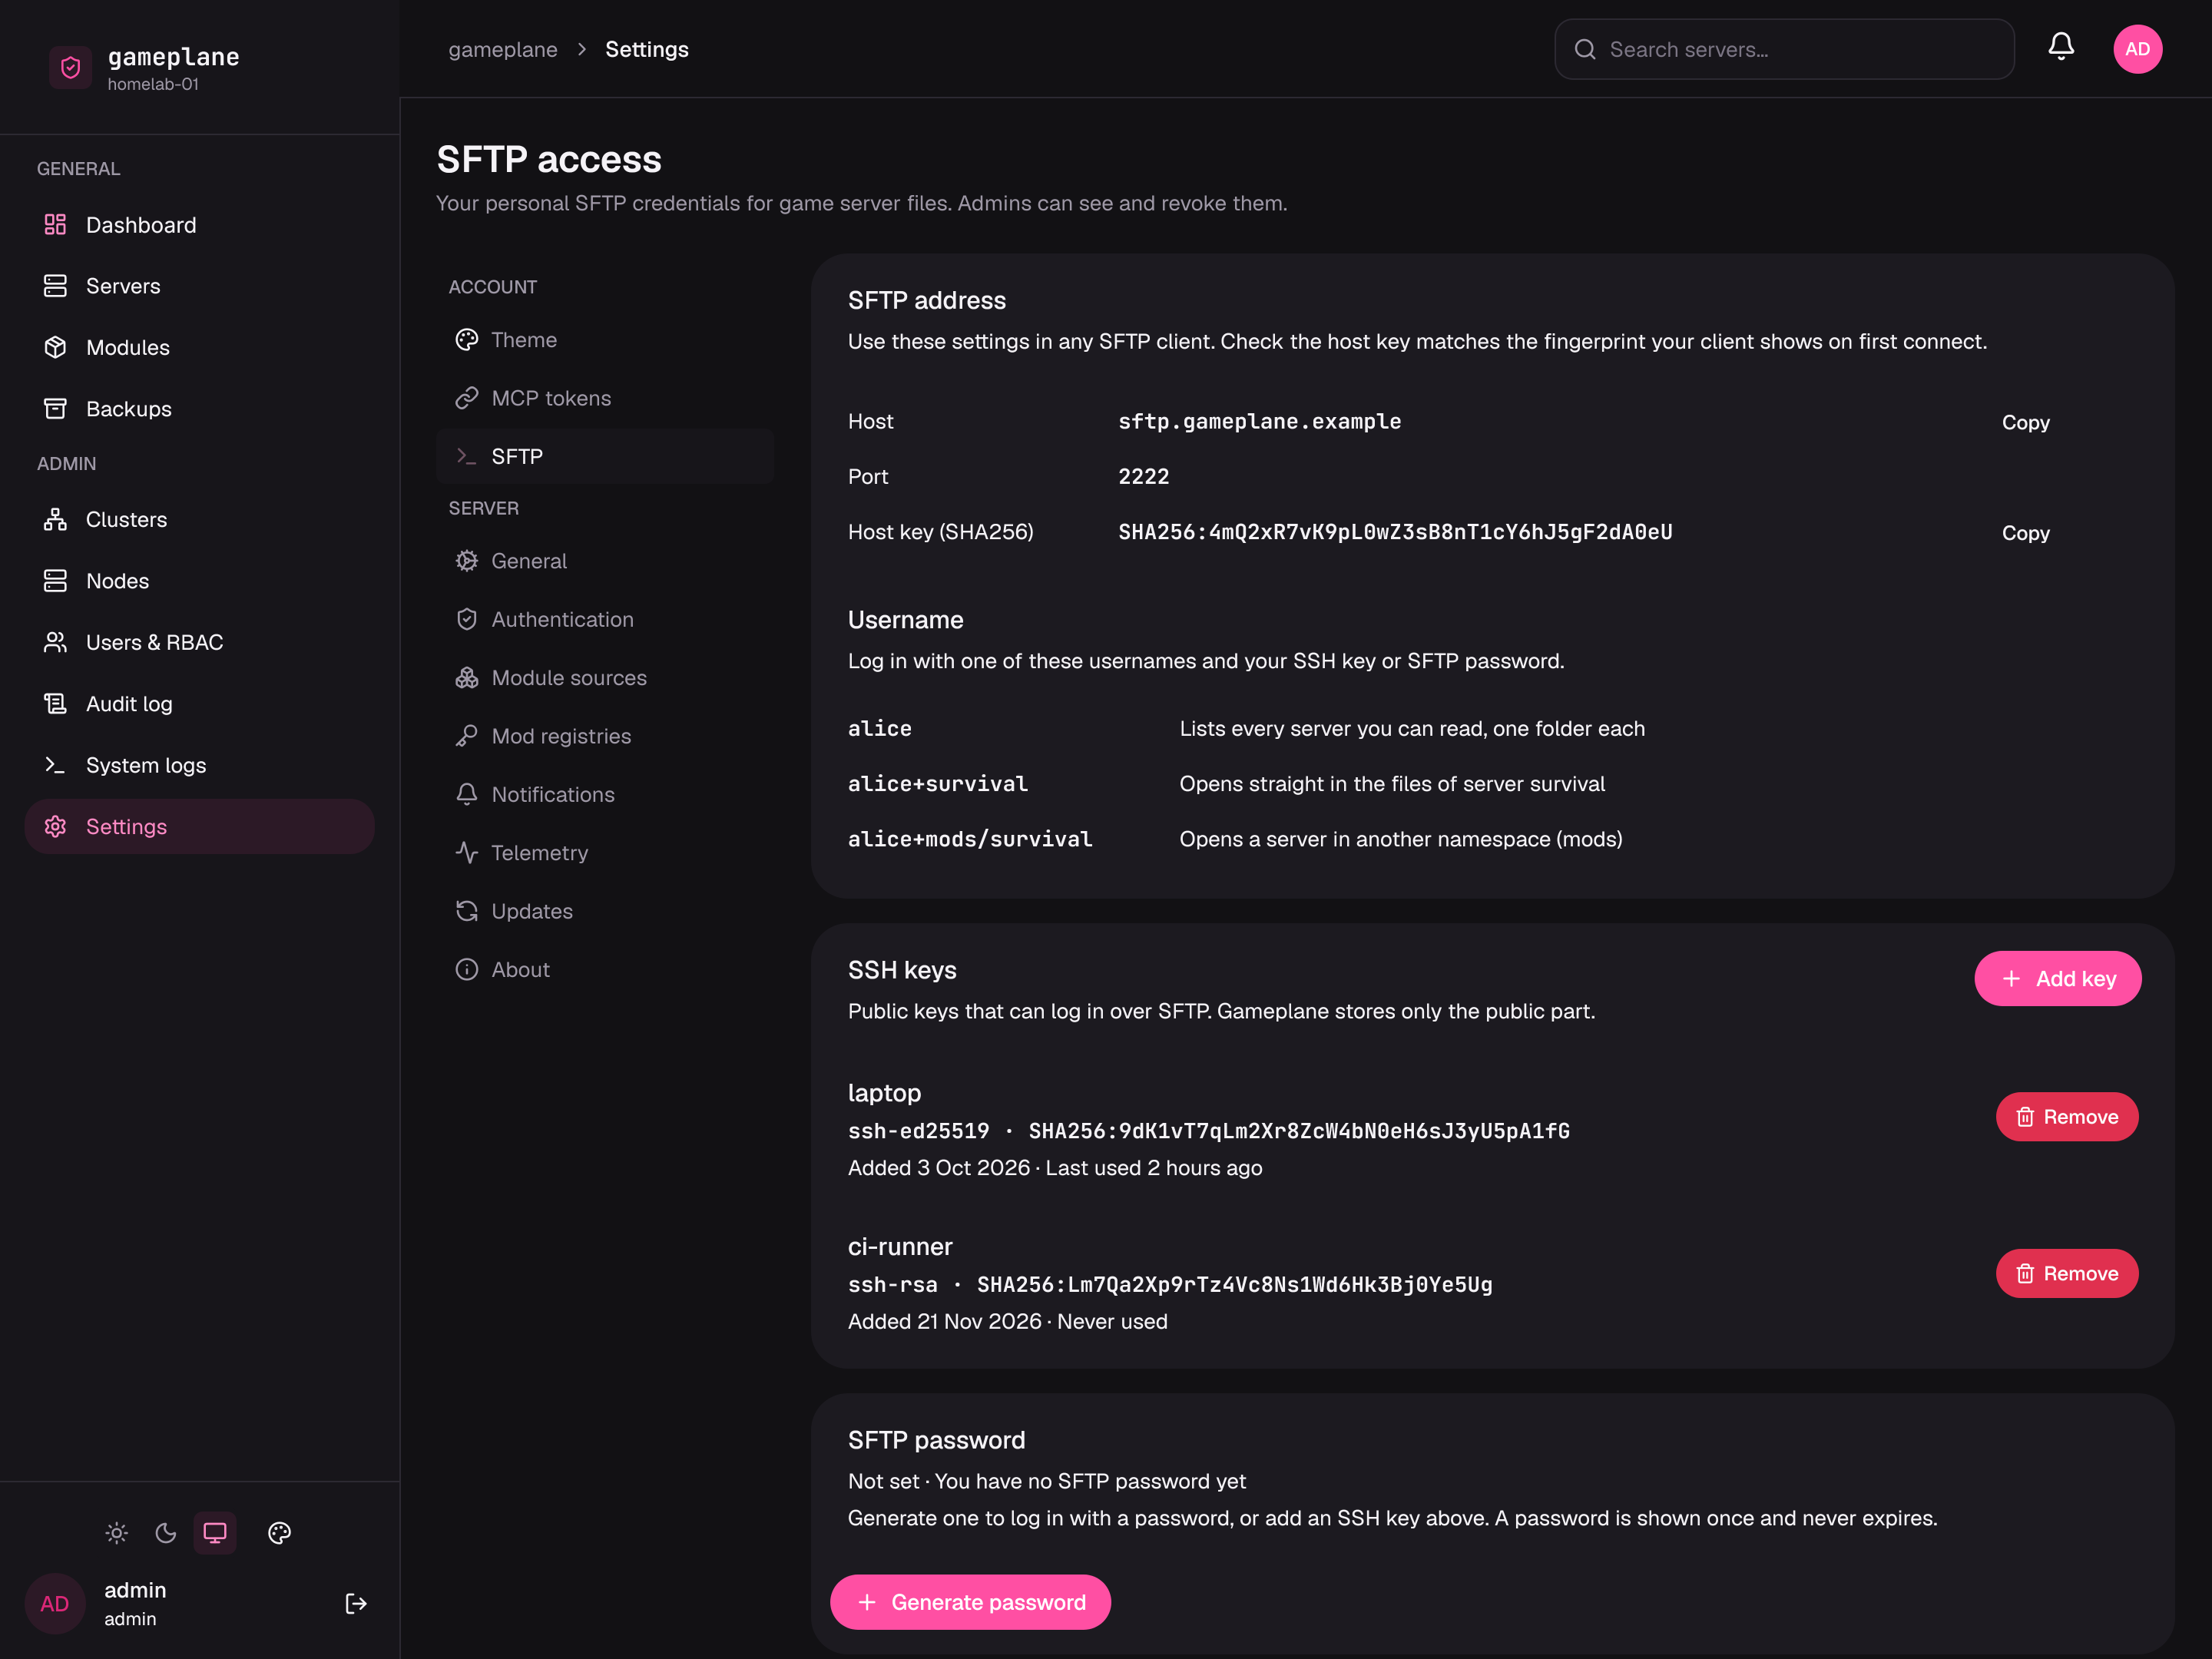 gameplane
homelab-01
GENERAL
Dashboard
Servers
Modules
Backups
ADMIN
Clusters
Nodes
Users & RBAC
Audit log
System logs
Settings
AD
admin
admin
gameplane > Settings
Search servers...
AD
SFTP access
Your personal SFTP credentials for game server files. Admins can see and revoke them.
ACCOUNT
Theme
MCP tokens
SFTP
SERVER
General
Authentication
Module sources
Mod registries
Notifications
Telemetry
Updates
About
SFTP address
Use these settings in any SFTP client. Check the host key matches the fingerprint your client shows on first connect.
Host sftp.gameplane.example Copy
Port 2222
Host key (SHA256) SHA256:4mQ2xR7vK9pL0wZ3sB8nT1cY6hJ5gF2dA0eU Copy
Username
Log in with one of these usernames and your SSH key or SFTP password.
alice Lists every server you can read, one folder each
alice+survival Opens straight in the files of server survival
alice+mods/survival Opens a server in another namespace (mods)
SSH keys
Add key
Public keys that can log in over SFTP. Gameplane stores only the public part.
laptop
ssh-ed25519 · SHA256:9dK1vT7qLm2Xr8ZcW4bN0eH6sJ3yU5pA1fG
Added 3 Oct 2026 · Last used 2 hours ago
Remove
ci-runner
ssh-rsa · SHA256:Lm7Qa2Xp9rTz4Vc8Ns1Wd6Hk3Bj0Ye5Ug
Added 21 Nov 2026 · Never used
Remove
SFTP password
Not set · You have no SFTP password yet
Generate one to log in with a password, or add an SSH key above. A password is shown once and never expires.
Generate password